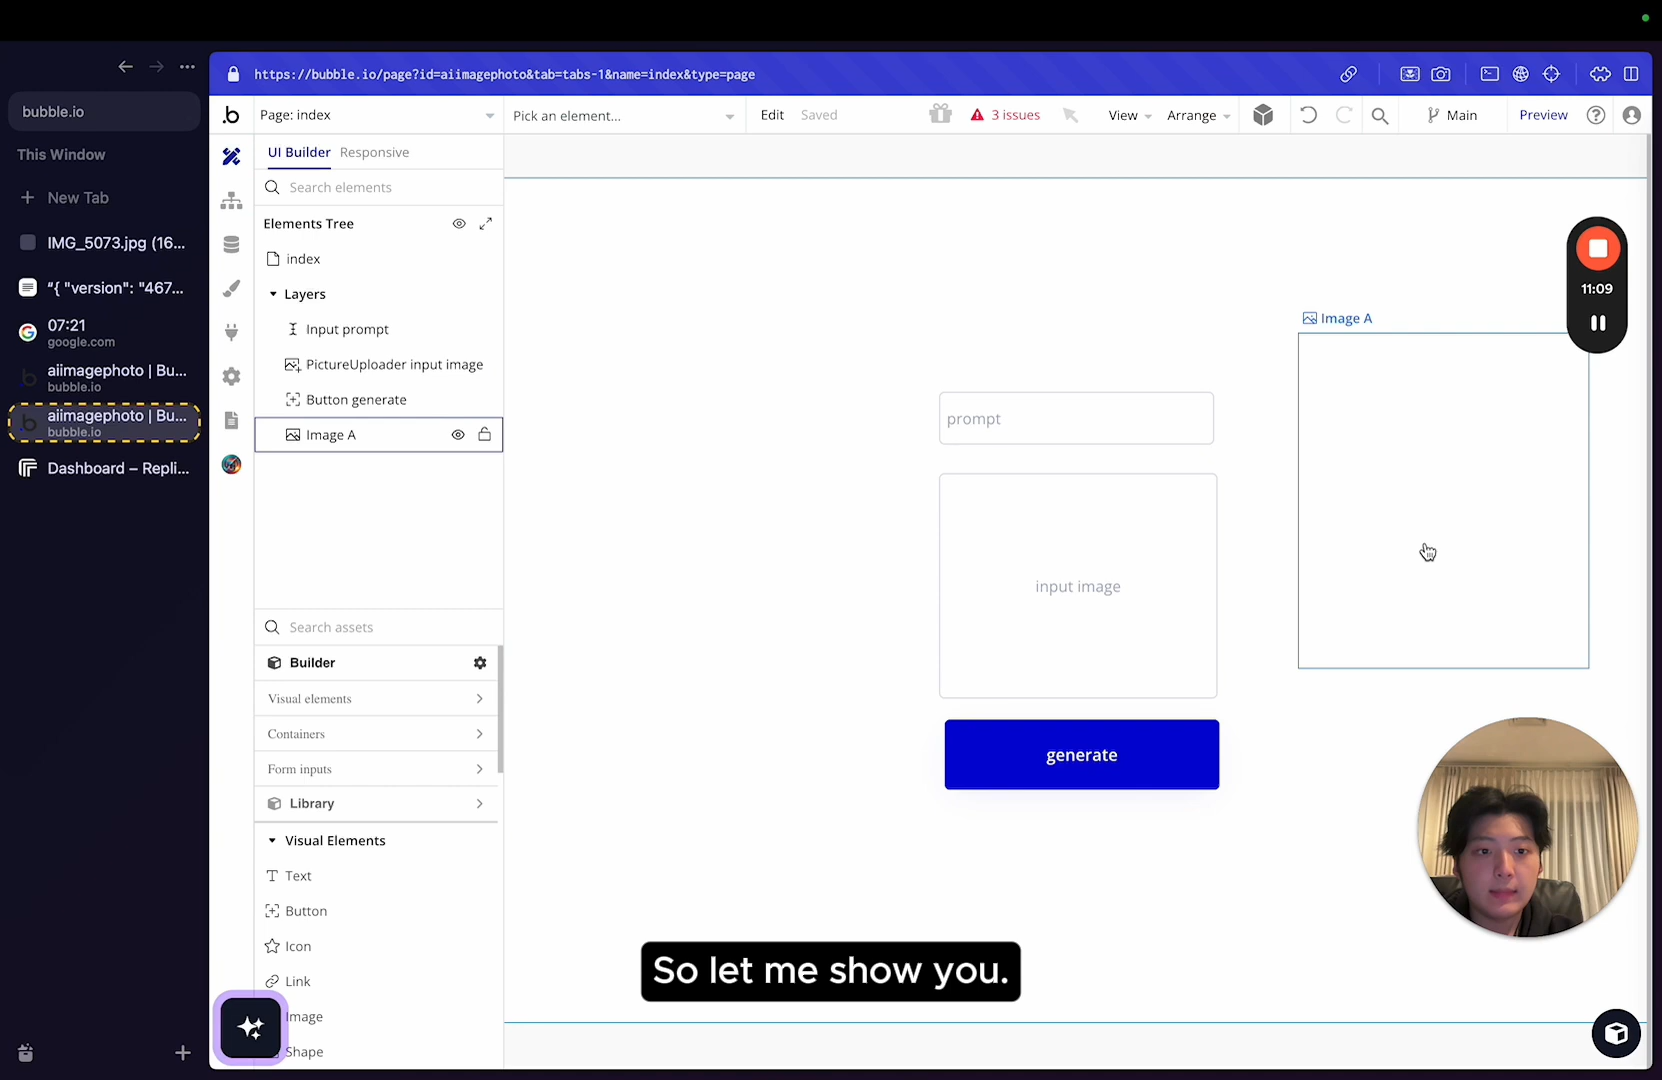 bubble.io
This Window
New Tab
IMG_5073.jpg (16...
"{ "version": "467...
07:21
google.com
aiimagephoto | Bu...
bubble.io
aiimagephoto | Bu...
bubble.io
Dashboard – Repli...
https://bubble.io/page?id=aiimagephoto&tab=tabs-1&name=index&type=page
Page: index
Pick an element...
Edit
Saved
3 issues
View
Arrange
Main
Preview
UI Builder
Responsive
Search elements
Elements Tree
index
Layers
Input prompt
PictureUploader input image
Button generate
Image A
Search assets
Builder
Visual elements
Containers
Form inputs
Library
Visual Elements
Text
Button
Icon
Link
Image
Shape
Image A
prompt
input image
generate
11:09
So let me show you.